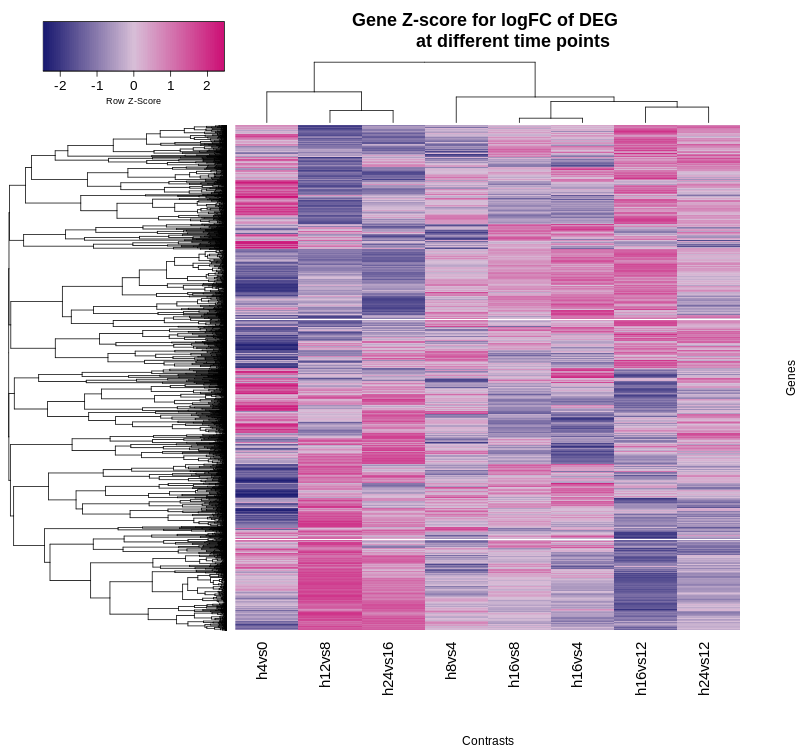 Gene Z-score for logFC of DEG
at different time points
-2 -1 0 1 2
Row Z-Score
Genes
h4vs0 h12vs8 h24vs16 h8vs4 h16vs8 h16vs4 h16vs12 h24vs12
Contrasts